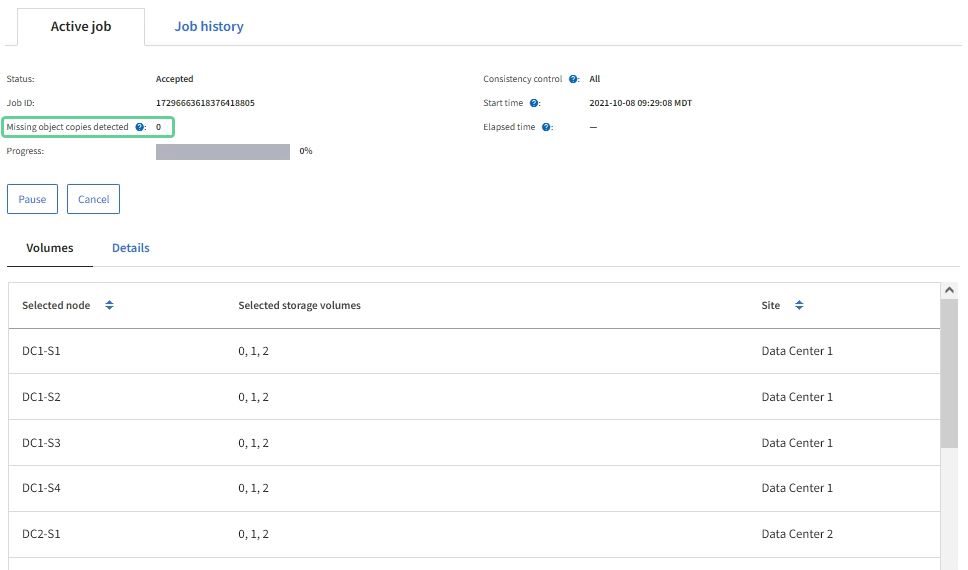 Active job Job history
Status: Accepted Consistency control ?: All
Job ID: 17296663618376418805 Start time ?: 2021-10-08 09:29:08 MDT
Missing object copies detected ?: 0 Elapsed time ?: —
Progress: 0%
Pause Cancel
Volumes Details
Selected node Selected storage volumes Site
DC1-S1 0, 1, 2 Data Center 1
DC1-S2 0, 1, 2 Data Center 1
DC1-S3 0, 1, 2 Data Center 1
DC1-S4 0, 1, 2 Data Center 1
DC2-S1 0, 1, 2 Data Center 2